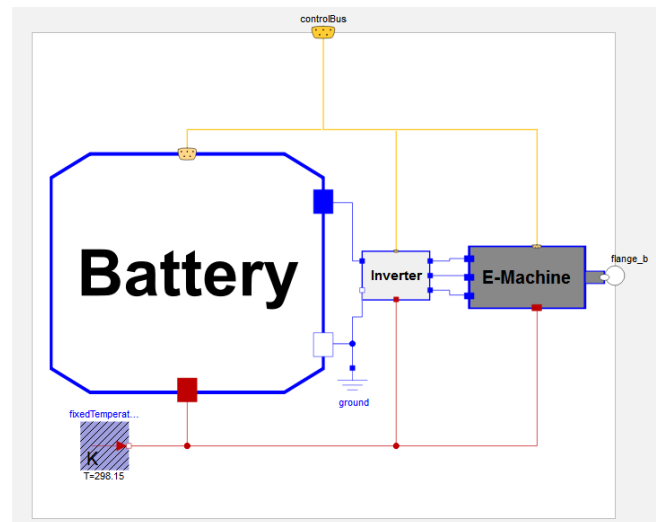 controlBus
Battery
Inverter
E-Machine
flange_b
ground
fixedTemperat...
K
T=298.15